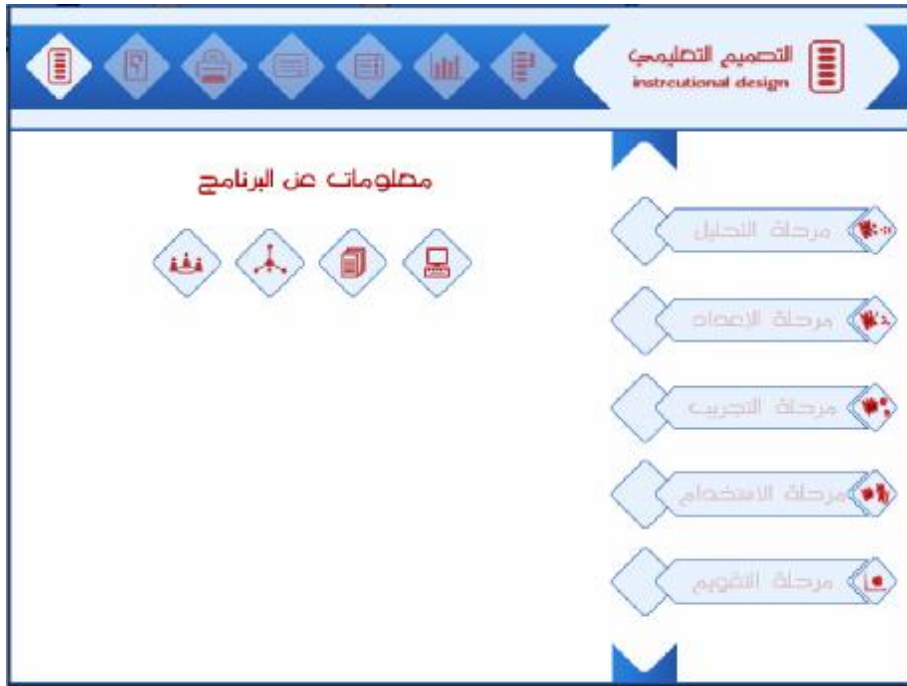 التصميم التعليمي
instrcutional design
معلومات عن البرنامج
مرحلة التحليل
مرحلة الإعداد
مرحلة التجريب
مرحلة الاستخدام
مرحلة التقويم